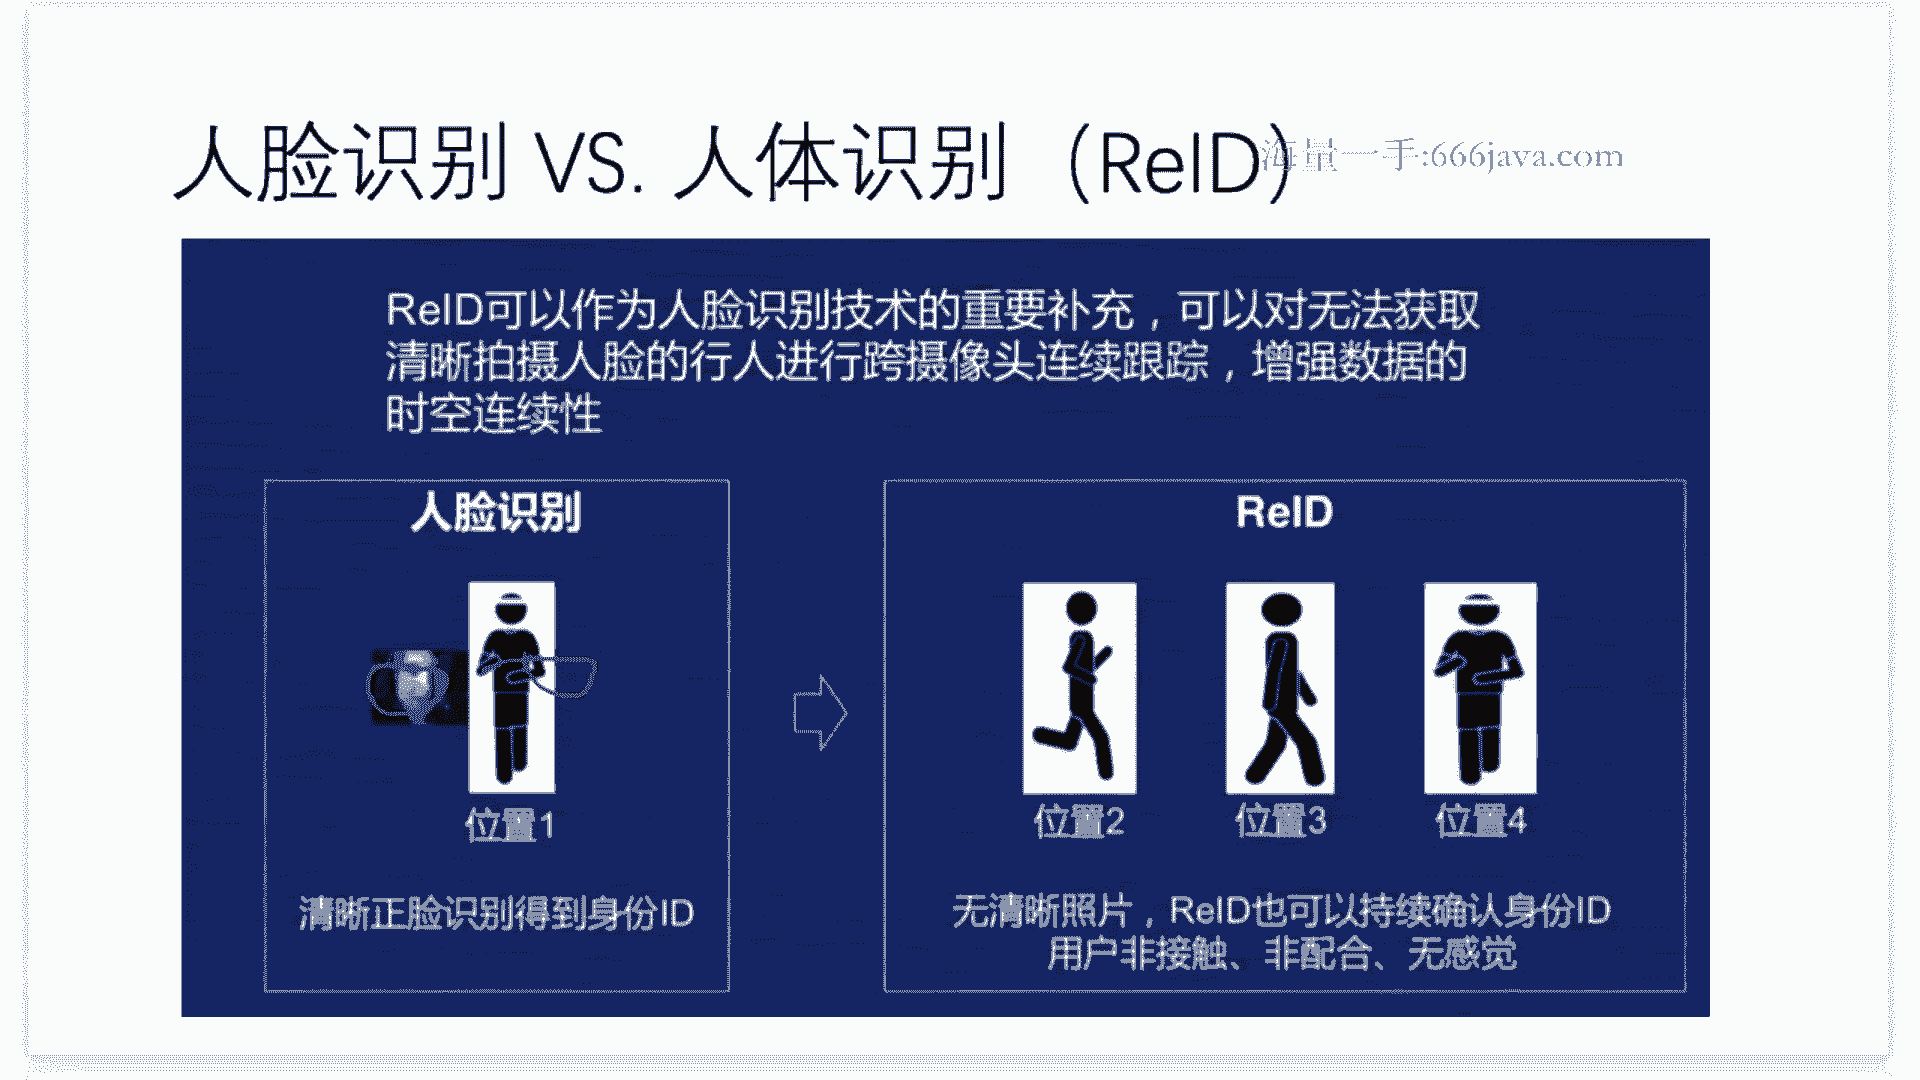 人脸识别 VS. 人体识别（ReID）
海量一手:666java.com
ReID可以作为人脸识别技术的重要补充，可以对无法获取
清晰拍摄人脸的行人进行跨摄像头连续跟踪，增强数据的
时空连续性
人脸识别
位置1
清晰正脸识别得到身份ID
ReID
位置2
位置3
位置4
无清晰照片，ReID也可以持续确认身份ID
用户非接触、非配合、无感觉